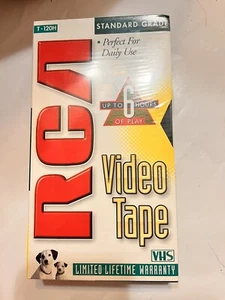 T-120H
STANDARD GRADE
• Perfect For
Daily Use
RCA
UP TO 6 HOURS
OF PLAY
Video
Tape
VHS
LIMITED LIFETIME WARRANTY